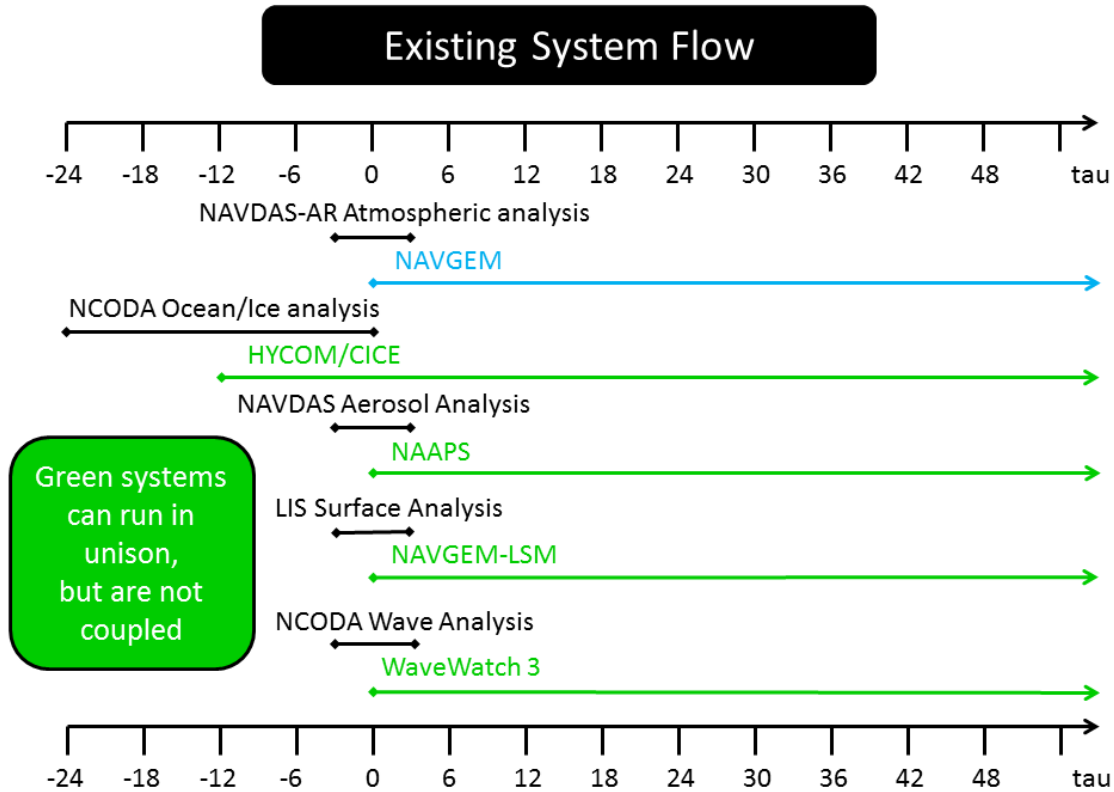 Existing System Flow
-24 -18 -12 -6 0 6 12 18 24 30 36 42 48 tau
NAVDAS-AR Atmospheric analysis
NAVGEM
NCODA Ocean/Ice analysis
HYCOM/CICE
NAVDAS Aerosol Analysis
NAAPS
LIS Surface Analysis
NAVGEM-LSM
NCODA Wave Analysis
WaveWatch 3
Green systems
can run in
unison,
but are not
coupled
-24 -18 -12 -6 0 6 12 18 24 30 36 42 48 tau